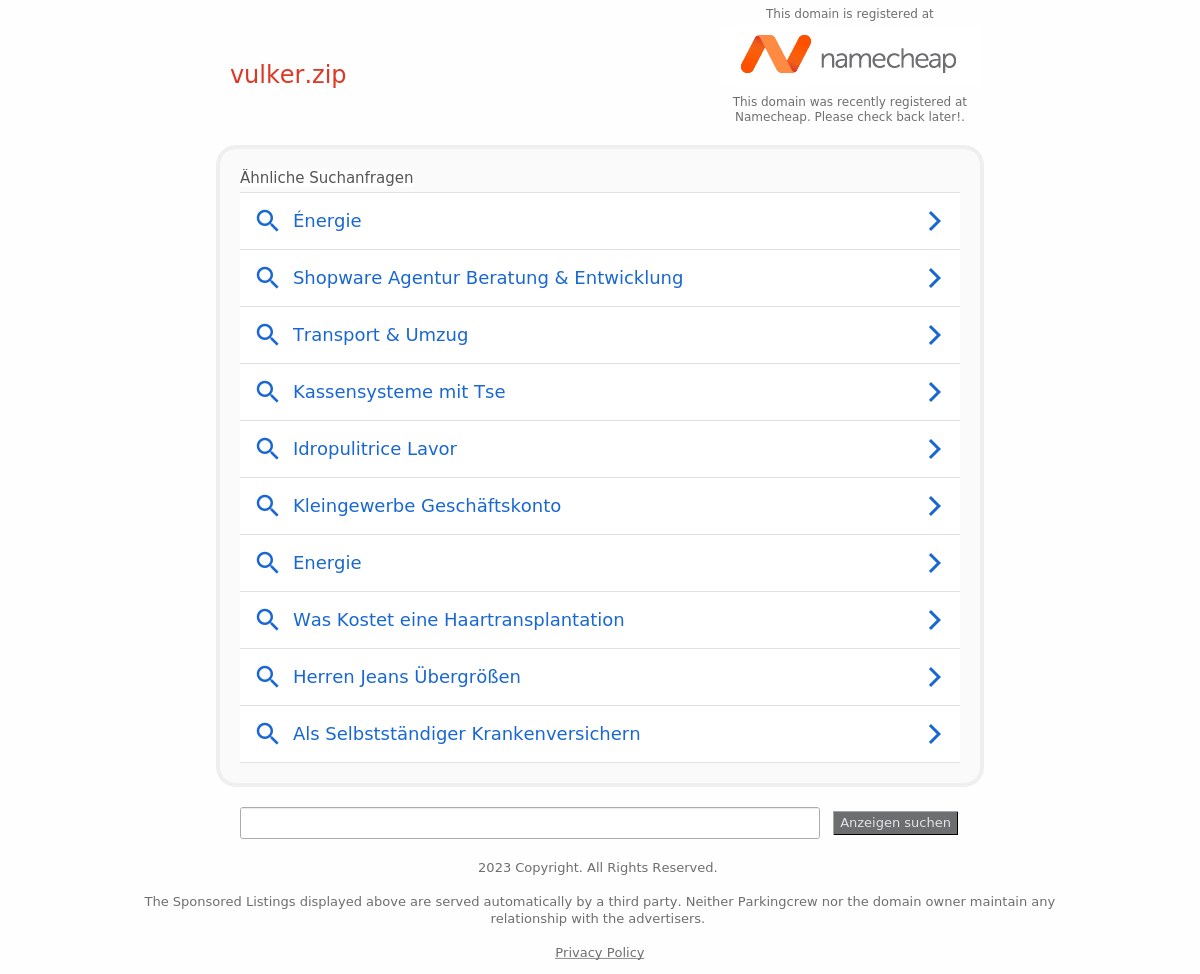 This domain is registered at
vulker.zip
namecheap
This domain was recently registered at
Namecheap. Please check back later!.
Ähnliche Suchanfragen
Énergie
Shopware Agentur Beratung & Entwicklung
Transport & Umzug
Kassensysteme mit Tse
Idropulitrice Lavor
Kleingewerbe Geschäftskonto
Energie
Was Kostet eine Haartransplantation
Herren Jeans Übergrößen
Als Selbstständiger Krankenversichern
Anzeigen suchen
2023 Copyright. All Rights Reserved.
The Sponsored Listings displayed above are served automatically by a third party. Neither Parkingcrew nor the domain owner maintain any
relationship with the advertisers.
Privacy Policy